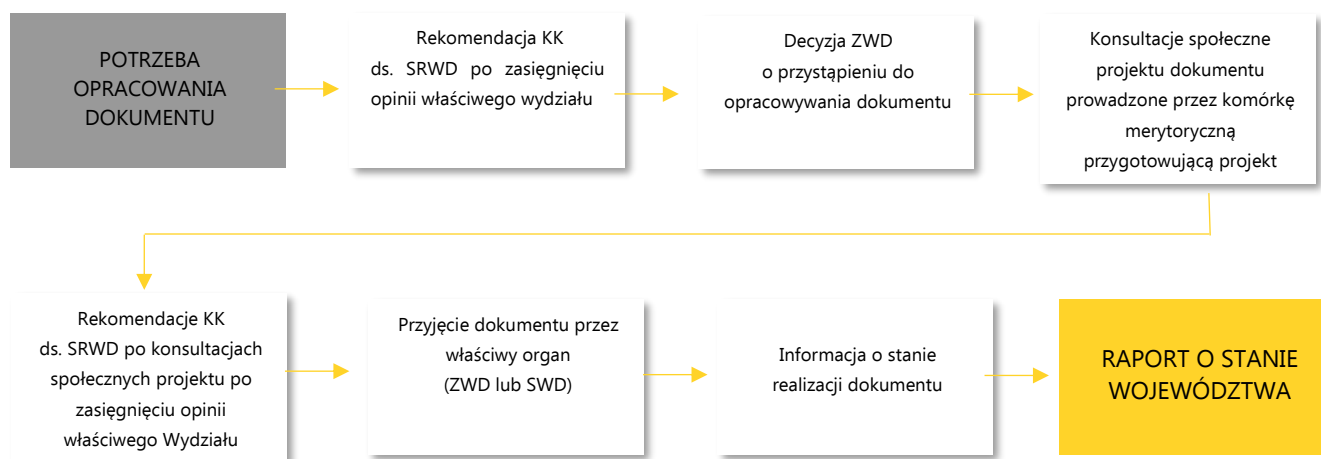 POTRZEBA
OPRACOWANIA
DOKUMENTU
Rekomendacja KK
ds. SRWD po zasięgnięciu
opinii właściwego wydziału
Decyzja ZWD
o przystąpieniu do
opracowywania dokumentu
Konsultacje społeczne
projektu dokumentu
prowadzone przez komórkę
merytoryczną
przygotowującą projekt
Rekomendacje KK
ds. SRWD po konsultacjach
społecznych projektu po
zasięgnięciu opinii
właściwego Wydziału
Przyjęcie dokumentu przez
właściwy organ
(ZWD lub SWD)
Informacja o stanie
realizacji dokumentu
RAPORT O STANIE
WOJEWÓDZTWA